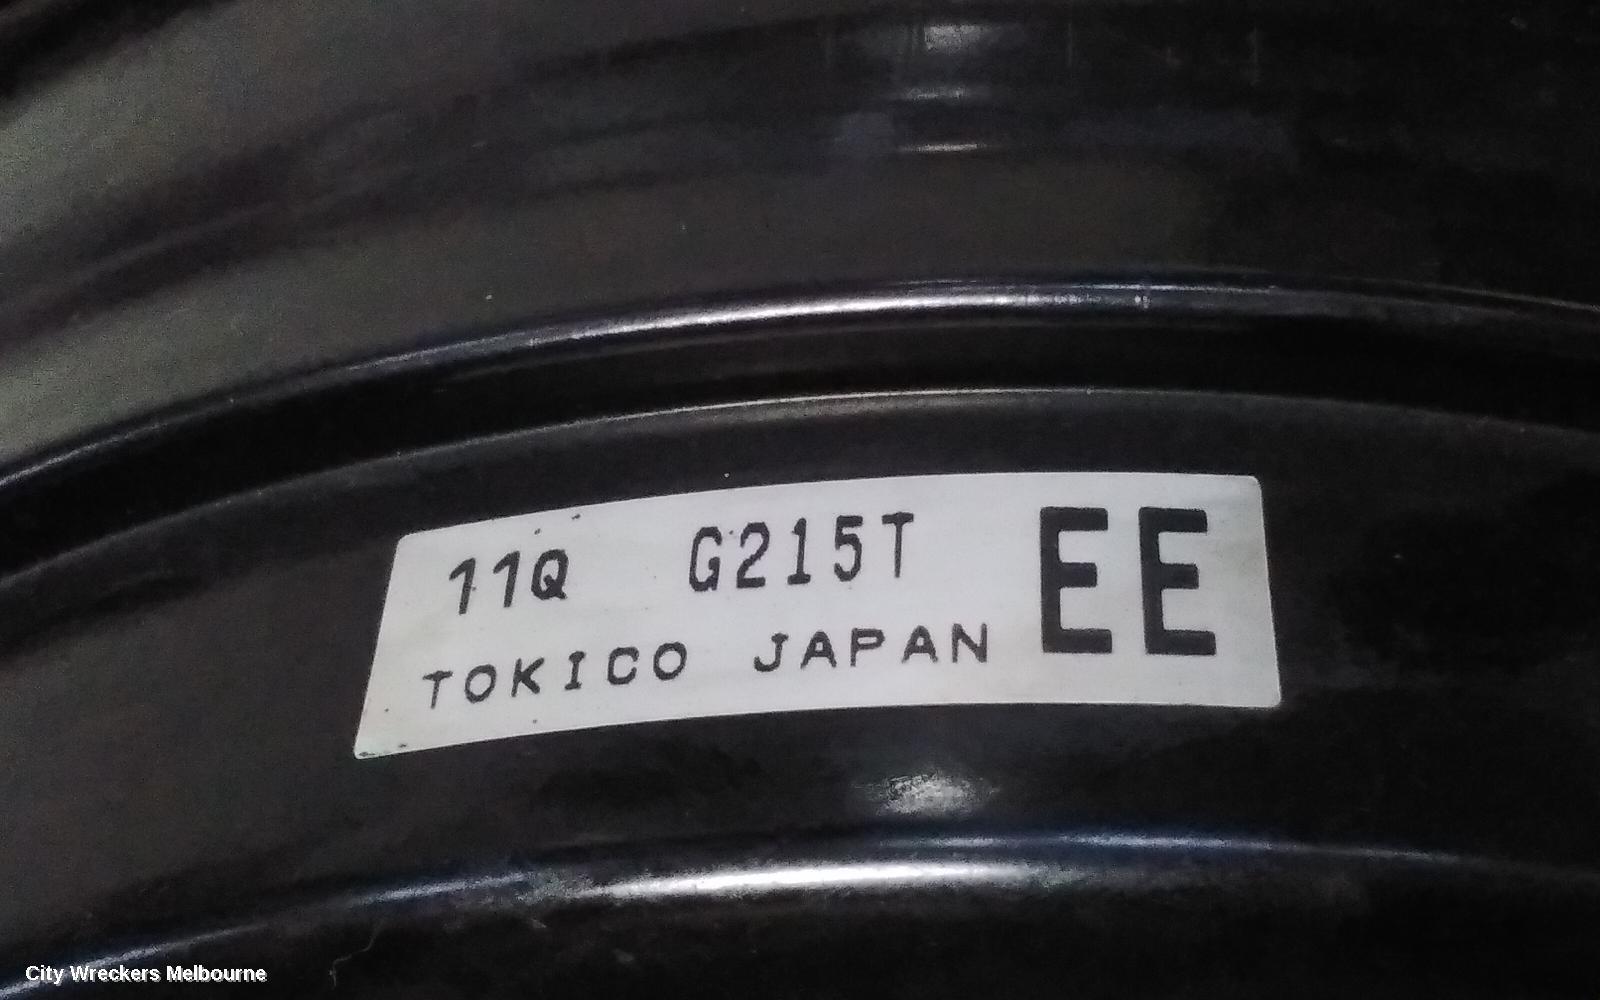 11Q G215T EE
TOKICO JAPAN
City Wreckers Melbourne